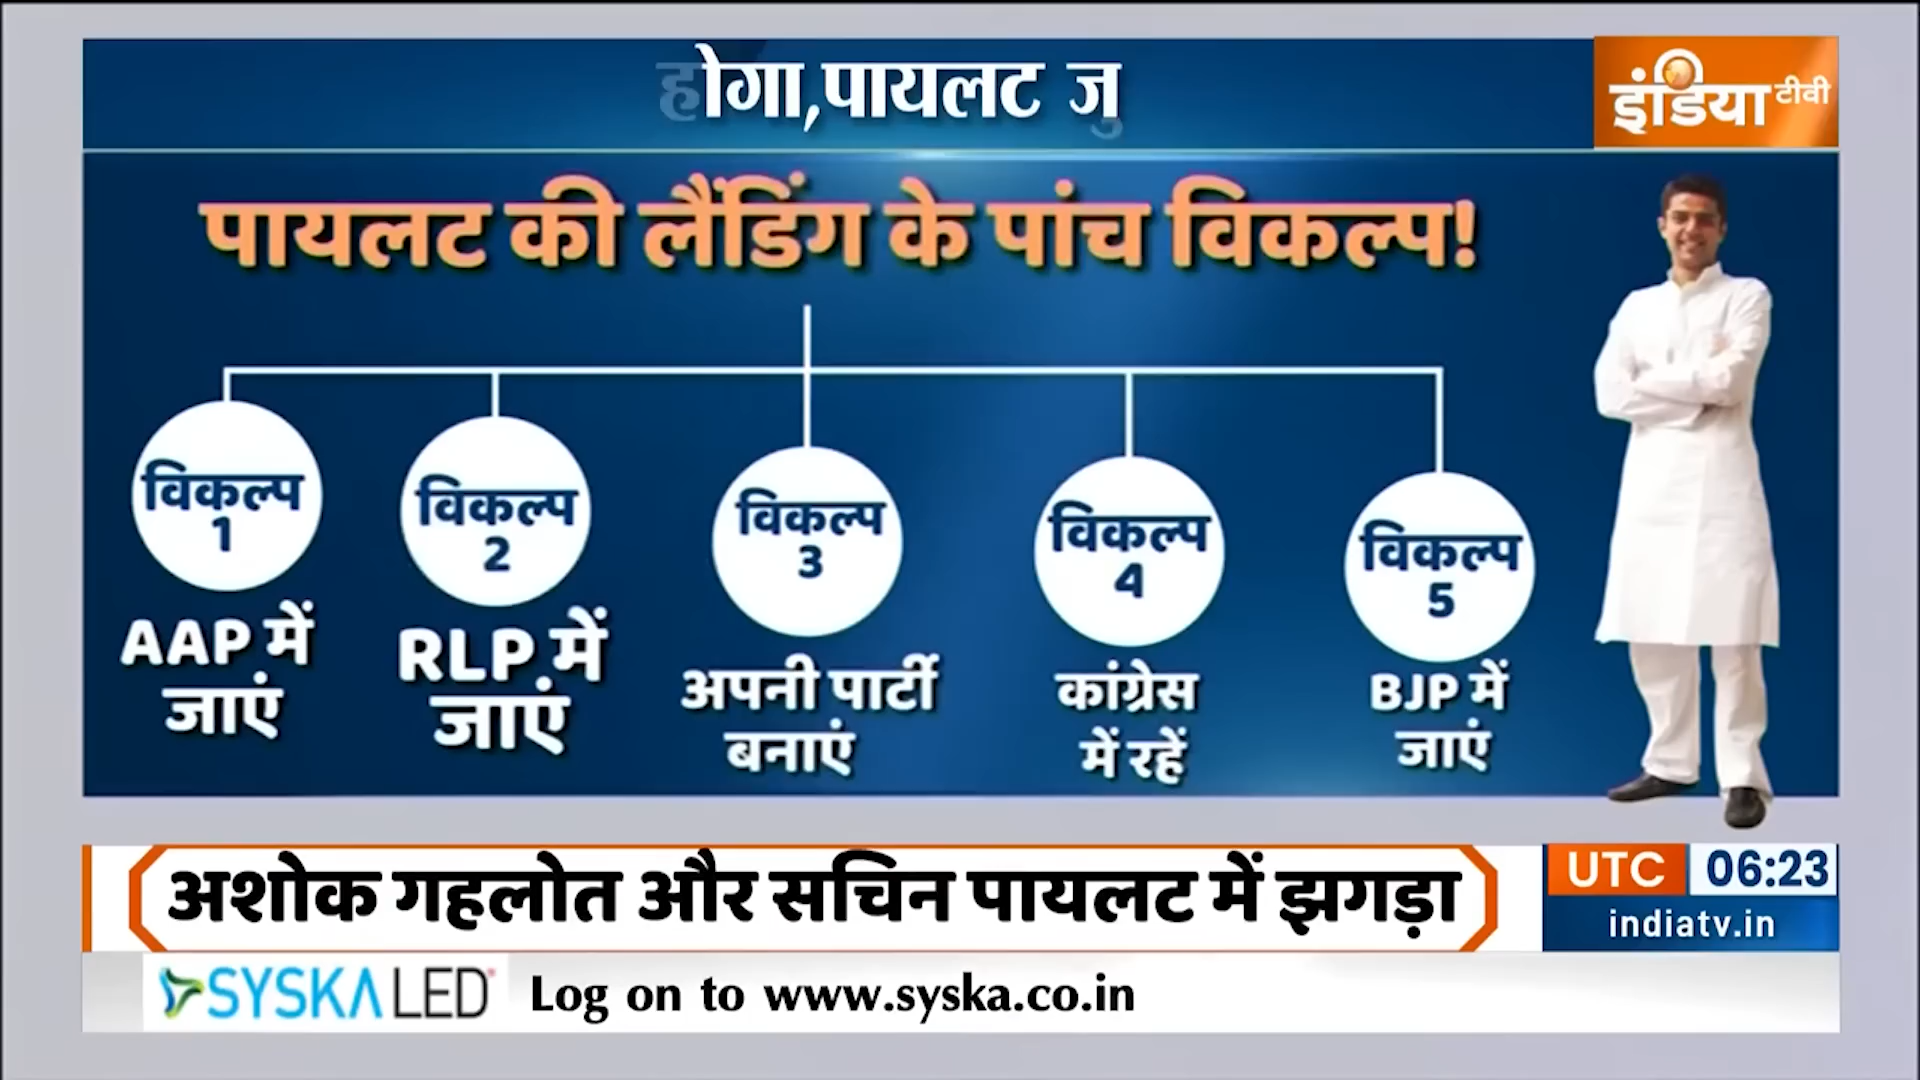 होगा,पायलट जु
इंडिया टीवी
पायलट की लैंडिंग के पांच विकल्प!
विकल्प
1
AAP में
जाएं
विकल्प
2
RLP में
जाएं
विकल्प
3
अपनी पार्टी
बनाएं
विकल्प
4
कांग्रेस
में रहें
विकल्प
5
BJP में
जाएं
अशोक गहलोत और सचिन पायलट में झगड़ा
UTC 06:23
indiatv.in
SYSKA LED Log on to www.syska.co.in